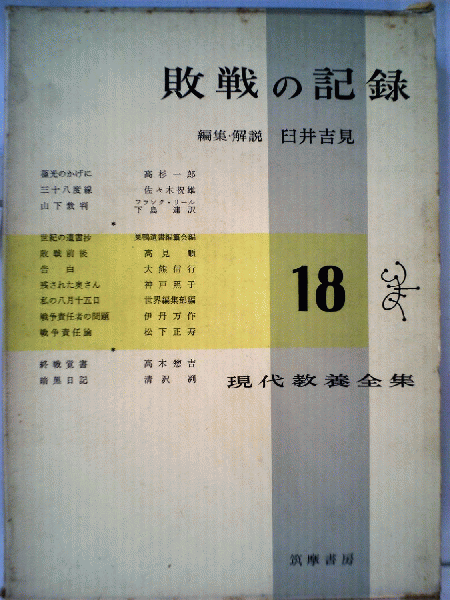 敗戦の記録
編集・解説 臼井吉見
極光のかげに 高杉一郎
三十八度線 佐々木祝雄
山下裁判 フランク・リール
下島連訳
*
世紀の遺書抄 巣鴨遺書編纂会編
敗戦前後 高見順
告白 大熊信行
残された奥さん 神戸照子
私の八月十五日 世界編集部編
戦争責任者の問題 伊丹万作
戦争責任論 松下正寿
*
終戦覚書 高木惣吉
暗黒日記 清沢洌
18
現代教養全集
筑摩書房